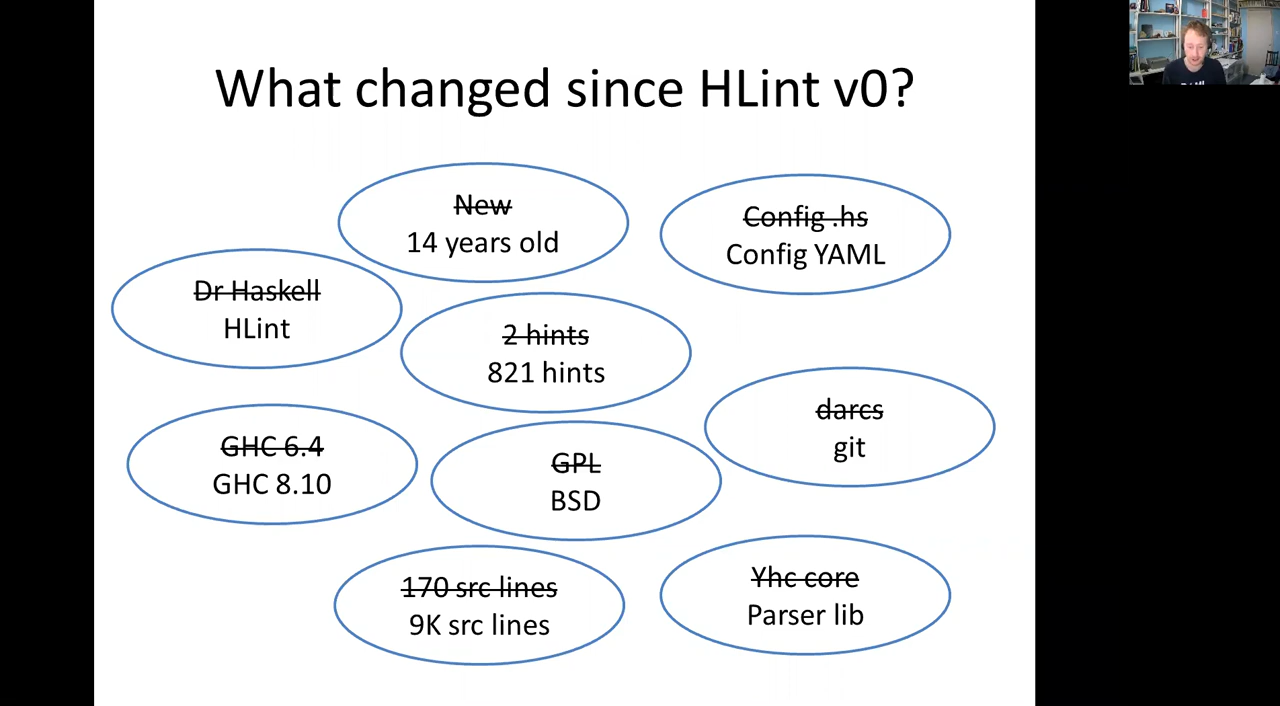 What changed since HLint v0?
New
14 years old
Config .hs
Config YAML
Dr Haskell
HLint
2 hints
821 hints
darcs
git
GHC 6.4
GHC 8.10
GPL
BSD
170 src lines
9K src lines
Yhc core
Parser lib